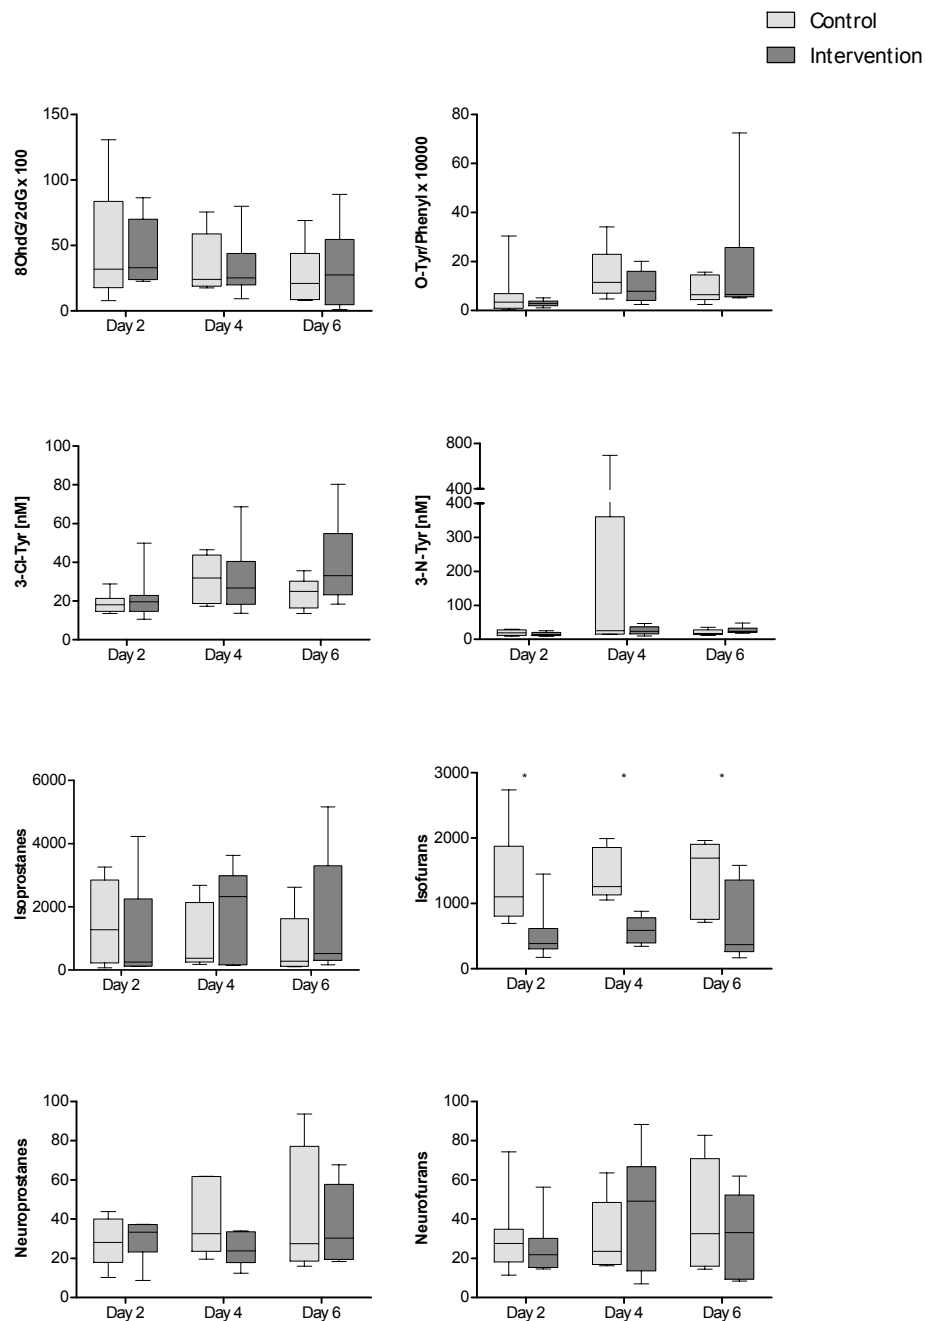 Control
Intervention
8OhdG/2dG x 100
150
100
50
0
Day 2
Day 4
Day 6
O-Tyr/Phenyl x 10000
80
60
40
20
0
Day 2
Day 4
Day 6
3-Cl-Tyr [nM]
100
80
60
40
20
0
Day 2
Day 4
Day 6
3-N-Tyr [nM]
800
400
400
300
200
100
0
Day 2
Day 4
Day 6
Isoprostanes
6000
4000
2000
0
Day 2
Day 4
Day 6
Isofurans
3000
2000
1000
0
* * *
Day 2
Day 4
Day 6
Neuroprostanes
100
80
60
40
20
0
Day 2
Day 4
Day 6
Neurofurans
100
80
60
40
20
0
Day 2
Day 4
Day 6